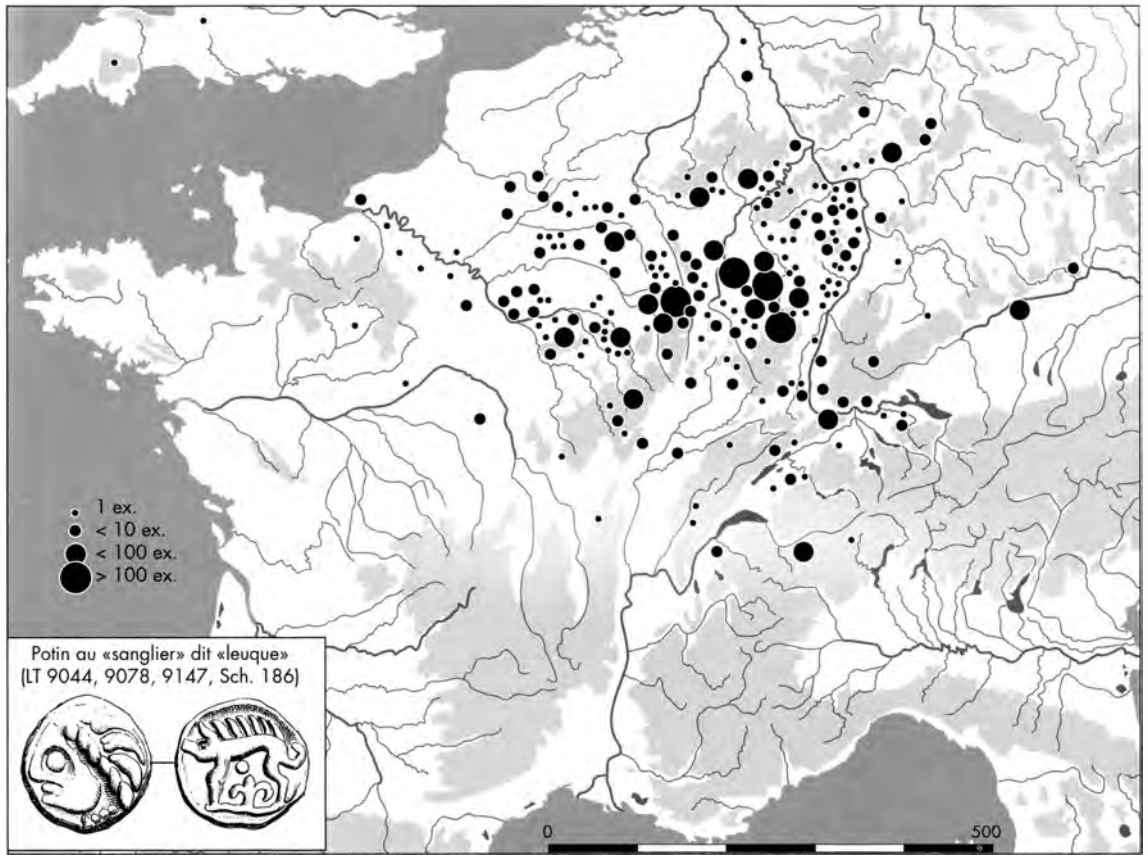 1 ex.
< 10 ex.
< 100 ex.
> 100 ex.
Potin au «sanglier» dit «leuque»
(LT 9044, 9078, 9147, Sch. 186)
0 500